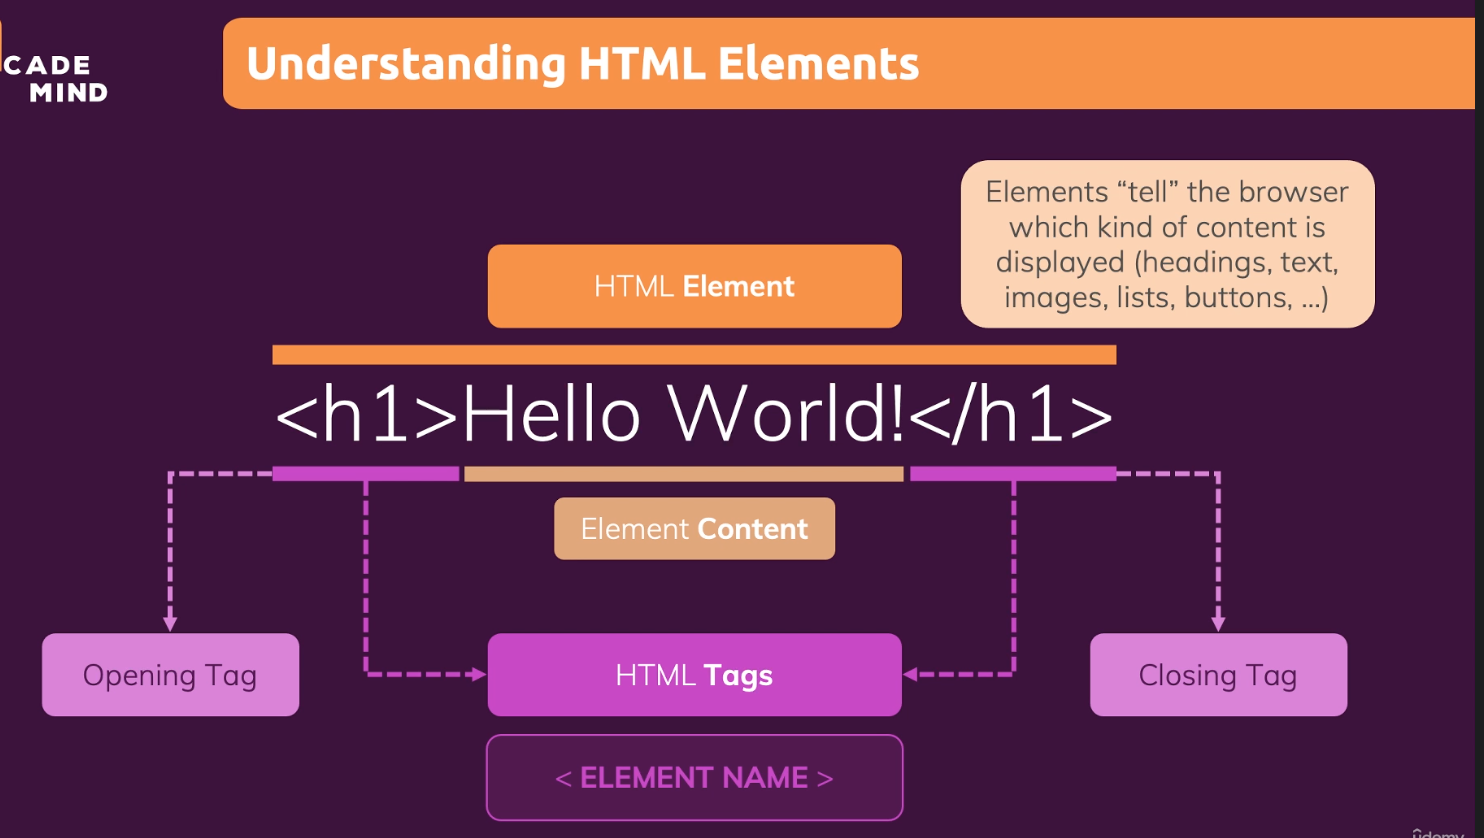 CADE
MIND
Understanding HTML Elements
Elements “tell” the browser
which kind of content is
displayed (headings, text,
images, lists, buttons, ...)
HTML Element
<h1>Hello World!</h1>
Element Content
Opening Tag
HTML Tags
Closing Tag
< ELEMENT NAME >
ûdemy